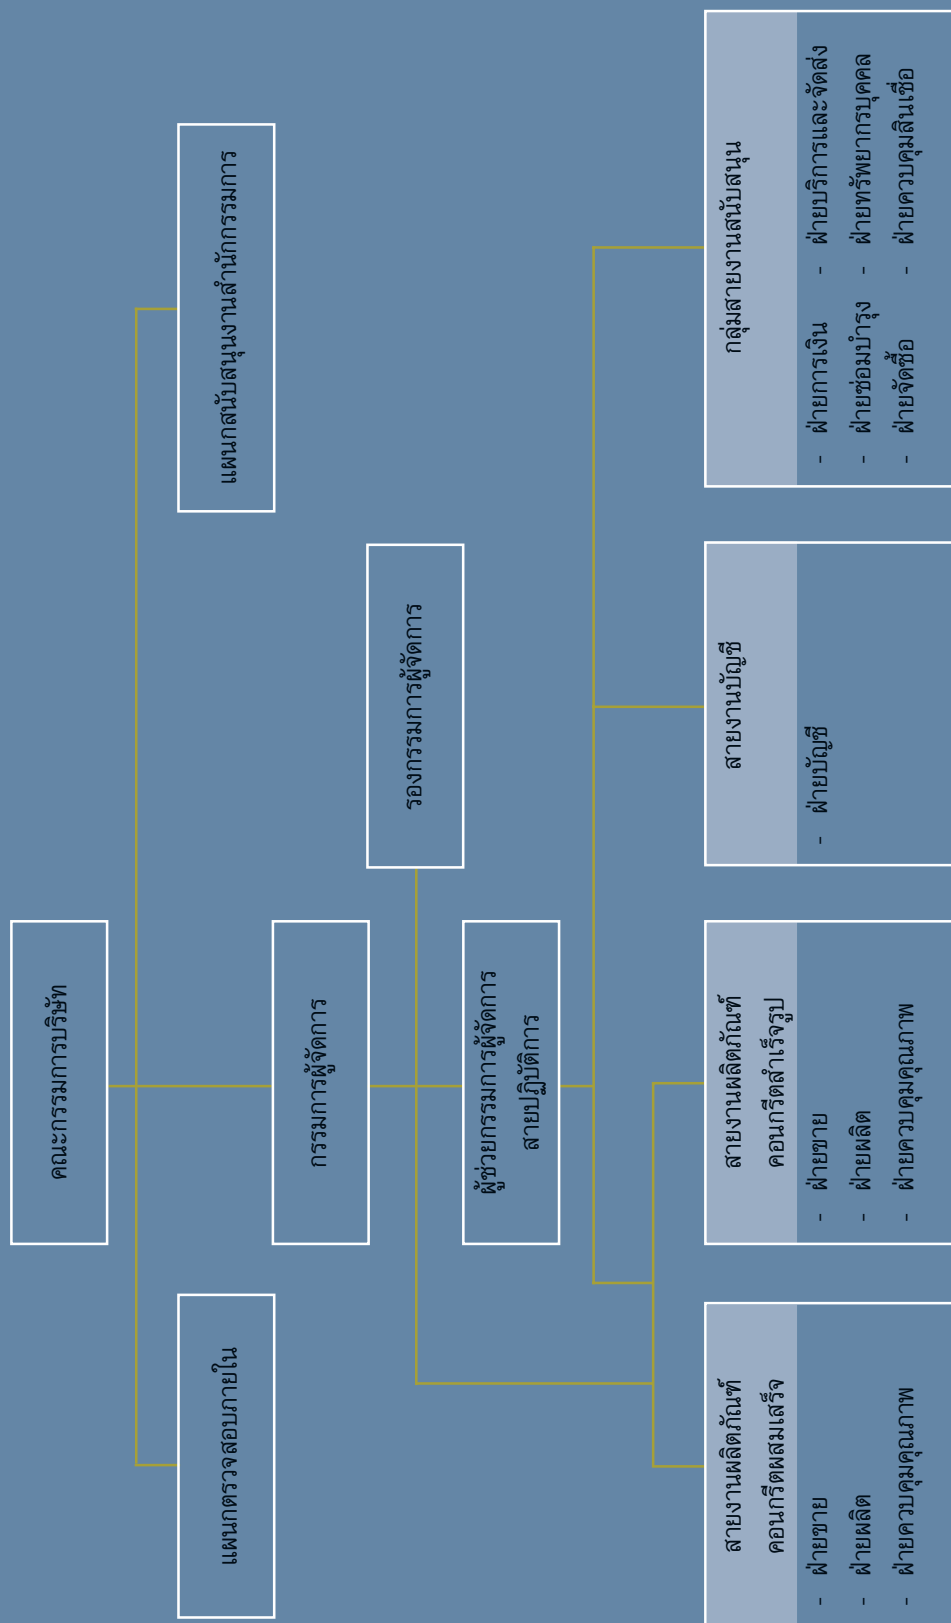 คณะกรรมการบริษัท
แผนกตรวจสอบภายใน
แผนกสนับสนุนงานสำนักกรรมการ
กรรมการผู้จัดการ
รองกรรมการผู้จัดการ
ผู้ช่วยกรรมการผู้จัดการ
สายปฏิบัติการ
สายงานผลิตภัณฑ์
คอนกรีตผสมเสร็จ
- ฝ่ายขาย
- ฝ่ายผลิต
- ฝ่ายควบคุมคุณภาพ
สายงานผลิตภัณฑ์
คอนกรีตสำเร็จรูป
- ฝ่ายขาย
- ฝ่ายผลิต
- ฝ่ายควบคุมคุณภาพ
สายงานบัญชี
- ฝ่ายบัญชี
กลุ่มสายงานสนับสนุน
- ฝ่ายการเงิน - ฝ่ายบริการและจัดส่ง
- ฝ่ายซ่อมบำรุง - ฝ่ายทรัพยากรบุคคล
- ฝ่ายจัดซื้อ - ฝ่ายควบคุมสินเชื่อ